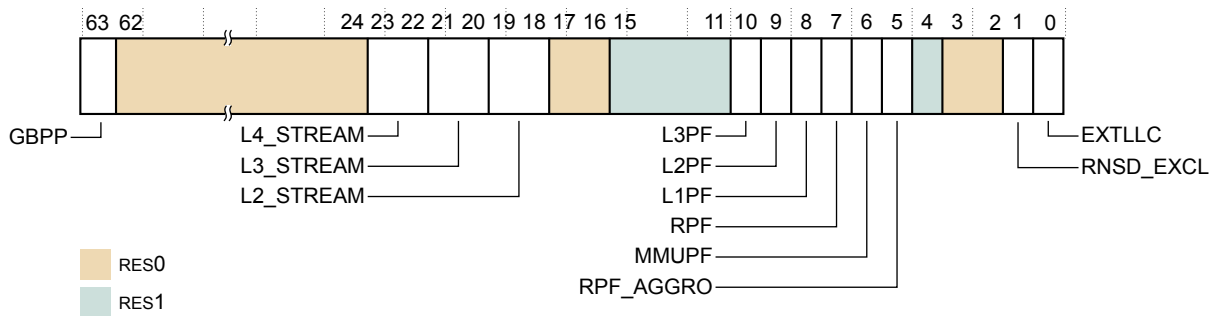 63 62 24 23 22 21 20 19 18 17 16 15 11 10 9 8 7 6 5 4 3 2 1 0
GBPP L4_STREAM L3PF EXTLLC
L3_STREAM L2PF RNSD_EXCL
L2_STREAM L1PF
RPF
RES0 MMUPF
RES1 RPF_AGGRO